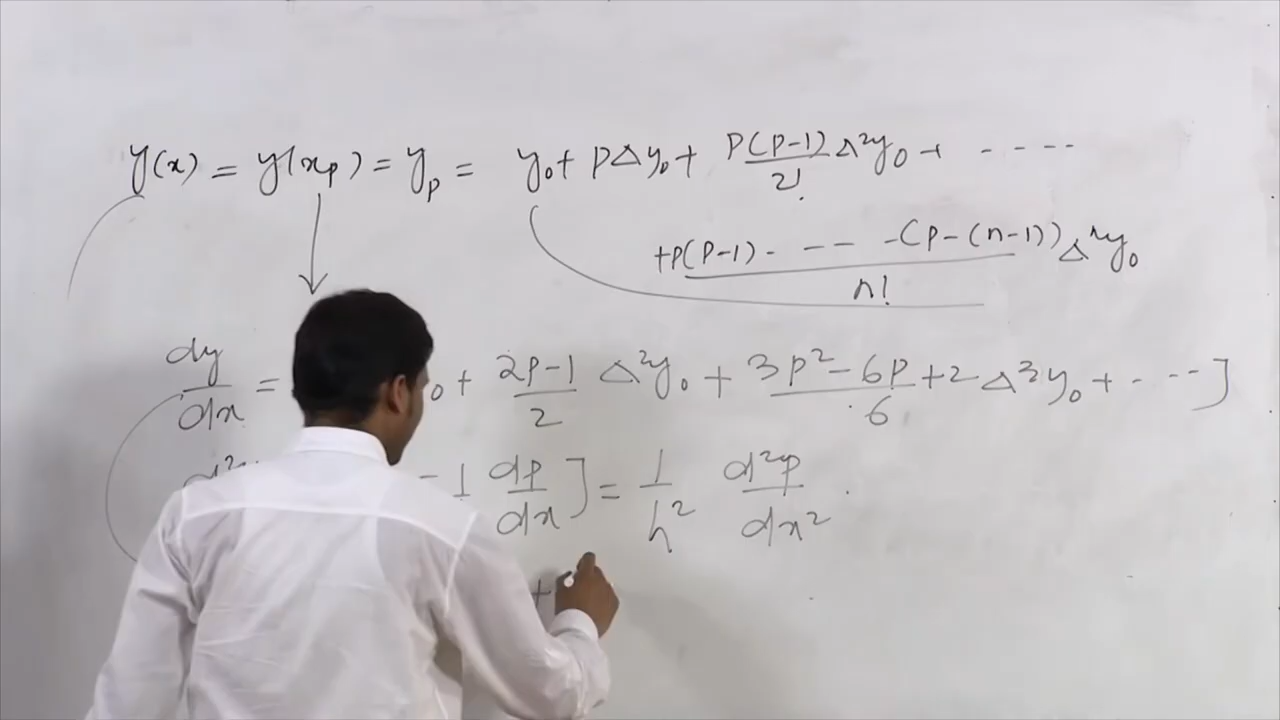 y(x) = y(xp) = yp = y0 + pΔy0 + P(P-1)/2! Δ²y0 + - - - -
+P(P-1)- - - - -(p-(n-1))/n! Δⁿy0
dy/dx = 0 + 2p-1/2 Δ²y0 + 3p²-6p+2/6 Δ³y0 + - - -]
d² - 1 dp/dx] = 1/h² d²p/dx² .
+